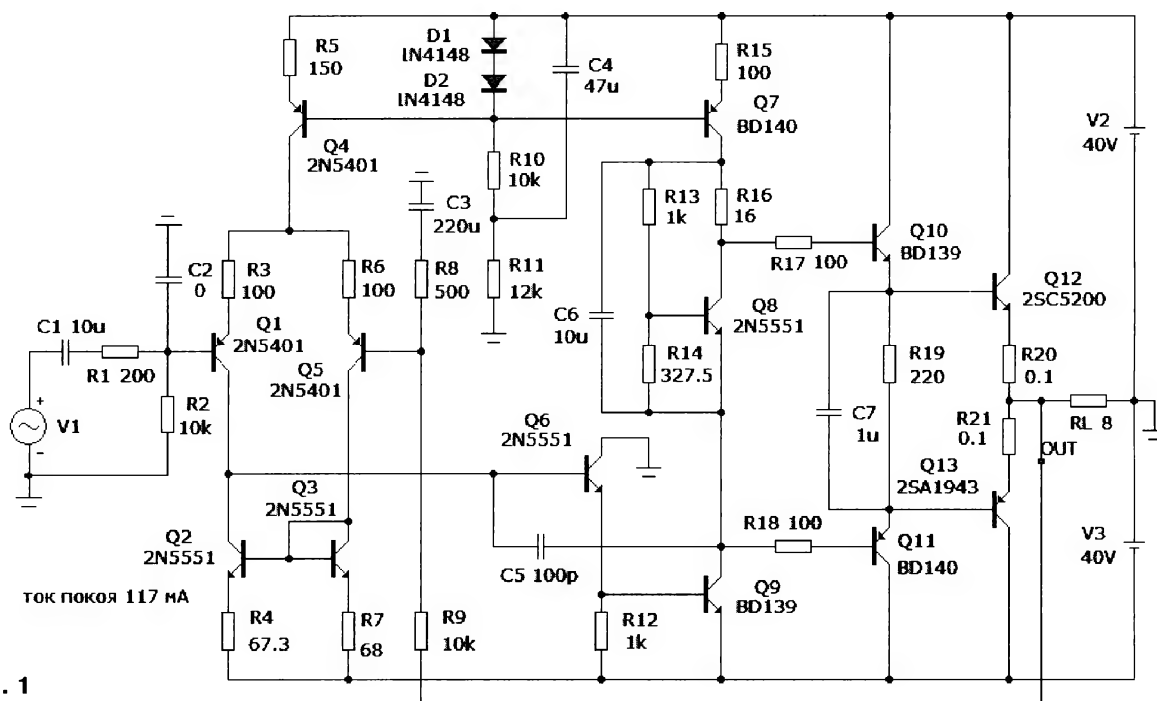 R5
150
D1
IN4148
D2
IN4148
C4
47u
R15
100
Q7
BD140
V2
40V
Q4
2N5401
R10
10k
C3
220u
R13
1k
R16
16
C2
0
R3
100
R6
100
R8
500
R11
12k
R17 100
Q10
BD139
Q12
2SC5200
C1 10u
R1 200
Q1
2N5401
Q5
2N5401
C6
10u
Q8
2N5551
R14
327.5
R19
220
R20
0.1
+
V1
-
R2
10k
Q6
2N5551
C7
1u
R21
0.1
RL 8
OUT
Q3
2N5551
Q2
2N5551
C5 100p
R18 100
Q13
2SA1943
Q11
BD140
V3
40V
ток покоя 117 мА
R4
67.3
R7
68
R9
10k
R12
1k
Q9
BD139
. 1